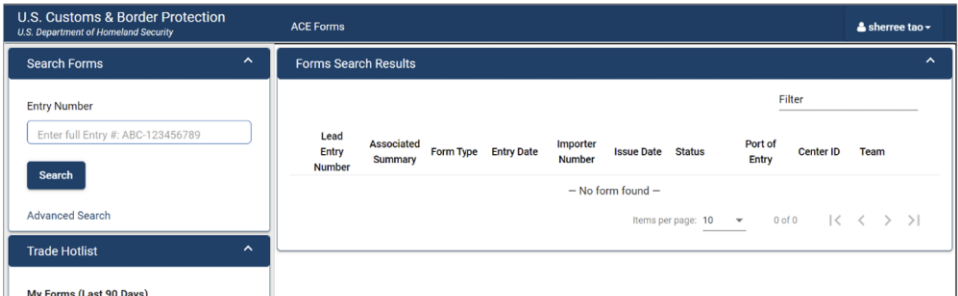 U.S. Customs & Border Protection
U.S. Department of Homeland Security
ACE Forms
sherree tao
Search Forms
Entry Number
Enter full Entry #: ABC-123456789
Search
Advanced Search
Trade Hotlist
My Forms (Last 90 Days)
Forms Search Results
Filter
Lead Entry Number Associated Summary Form Type Entry Date Importer Number Issue Date Status Port of Entry Center ID Team
— No form found —
Items per page: 10 0 of 0